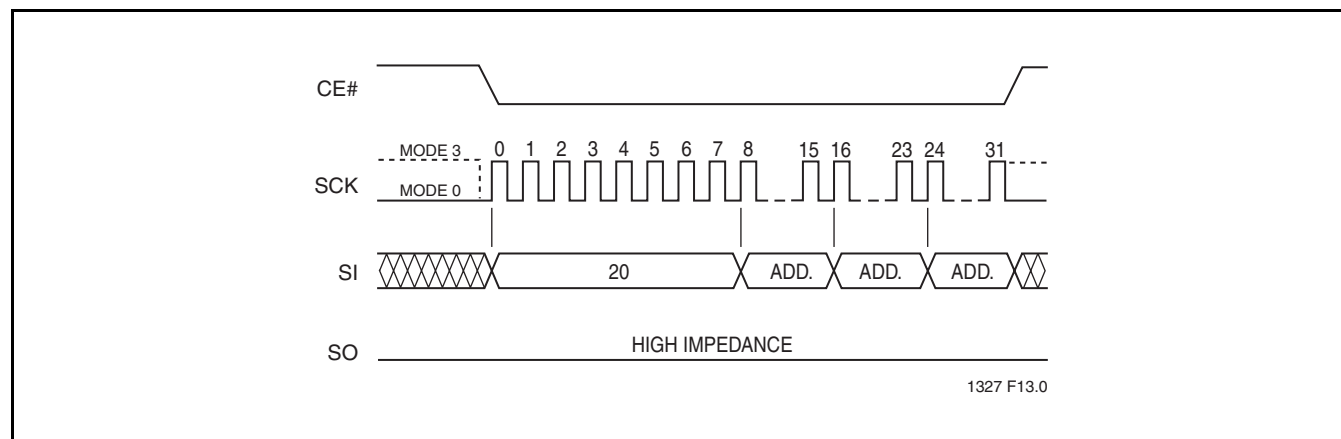 CE#
MODE 3 0 1 2 3 4 5 6 7 8 15 16 23 24 31
SCK
MODE 0
SI 20 ADD. ADD. ADD.
SO HIGH IMPEDANCE
1327 F13.0